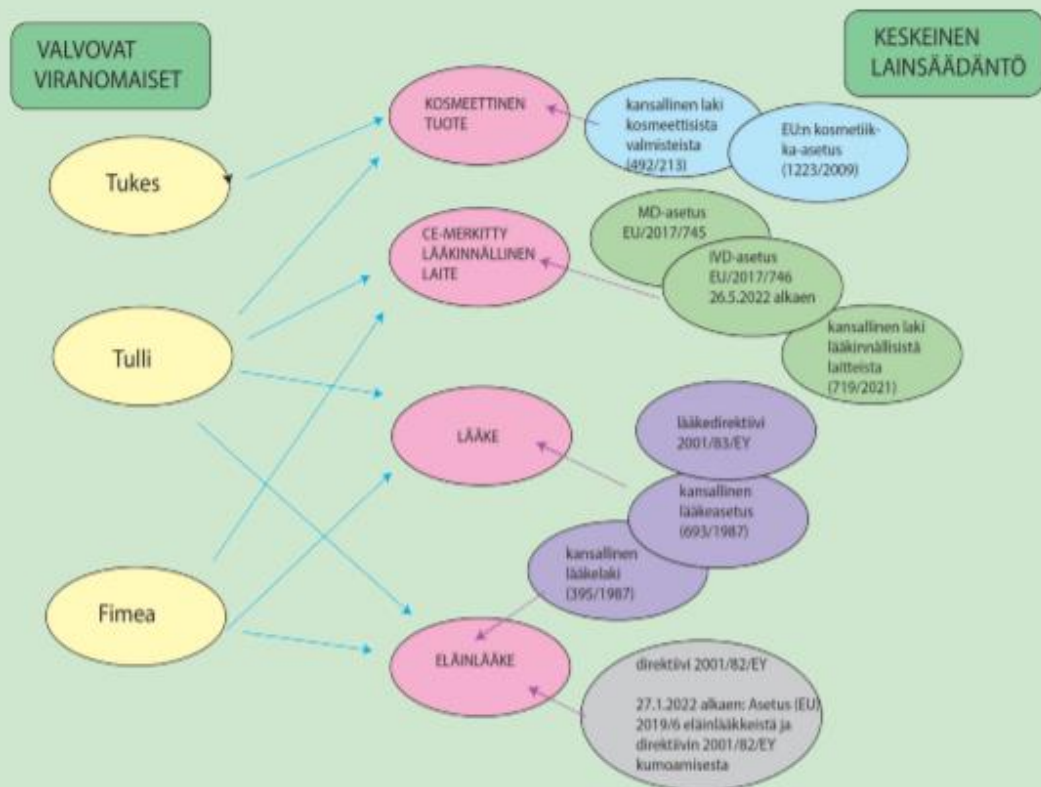 VALVOVAT
VIRANOMAISET
KESKEINEN
LAINSÄÄDÄNTÖ
Tukes
Tulli
Fimea
KOSMEETTINEN
TUOTE
CE-MERKITTY
LÄÄKINNÄLLINEN
LAITE
LÄÄKE
ELÄINLÄÄKE
kansallinen laki
kosmeettisista
valmisteista
(492/213)
EU:n kosmetiik-
ka-asetus
(1223/2009)
MD-asetus
EU/2017/745
IVD-asetus
EU/2017/746
26.5.2022 alkaen
kansallinen laki
lääkinnällisistä
laitteista
(719/2021)
lääkedirektiivi
2001/83/EY
kansallinen
lääkeasetus
(693/1987)
kansallinen
lääkelaki
(395/1987)
direktiivi 2001/82/EY
27.1.2022 alkaen: Asetus (EU)
2019/6 eläinlääkkeistä ja
direktiivin 2001/82/EY
kumoamisesta